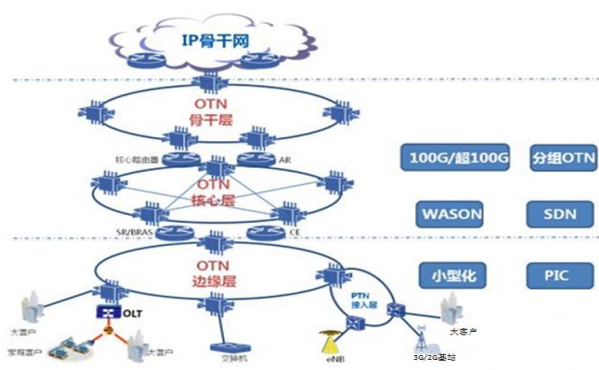 IP骨干网
OTN
骨干层
核心路由器
AR
OTN
核心层
SR/BRAS
CE
OTN
边缘层
100G/超100G
分组OTN
WASON
SDN
小型化
PIC
PTN
接入层
OLT
大客户
家庭客户
大客户
交换机
eNB
3G/2G基站
大客户